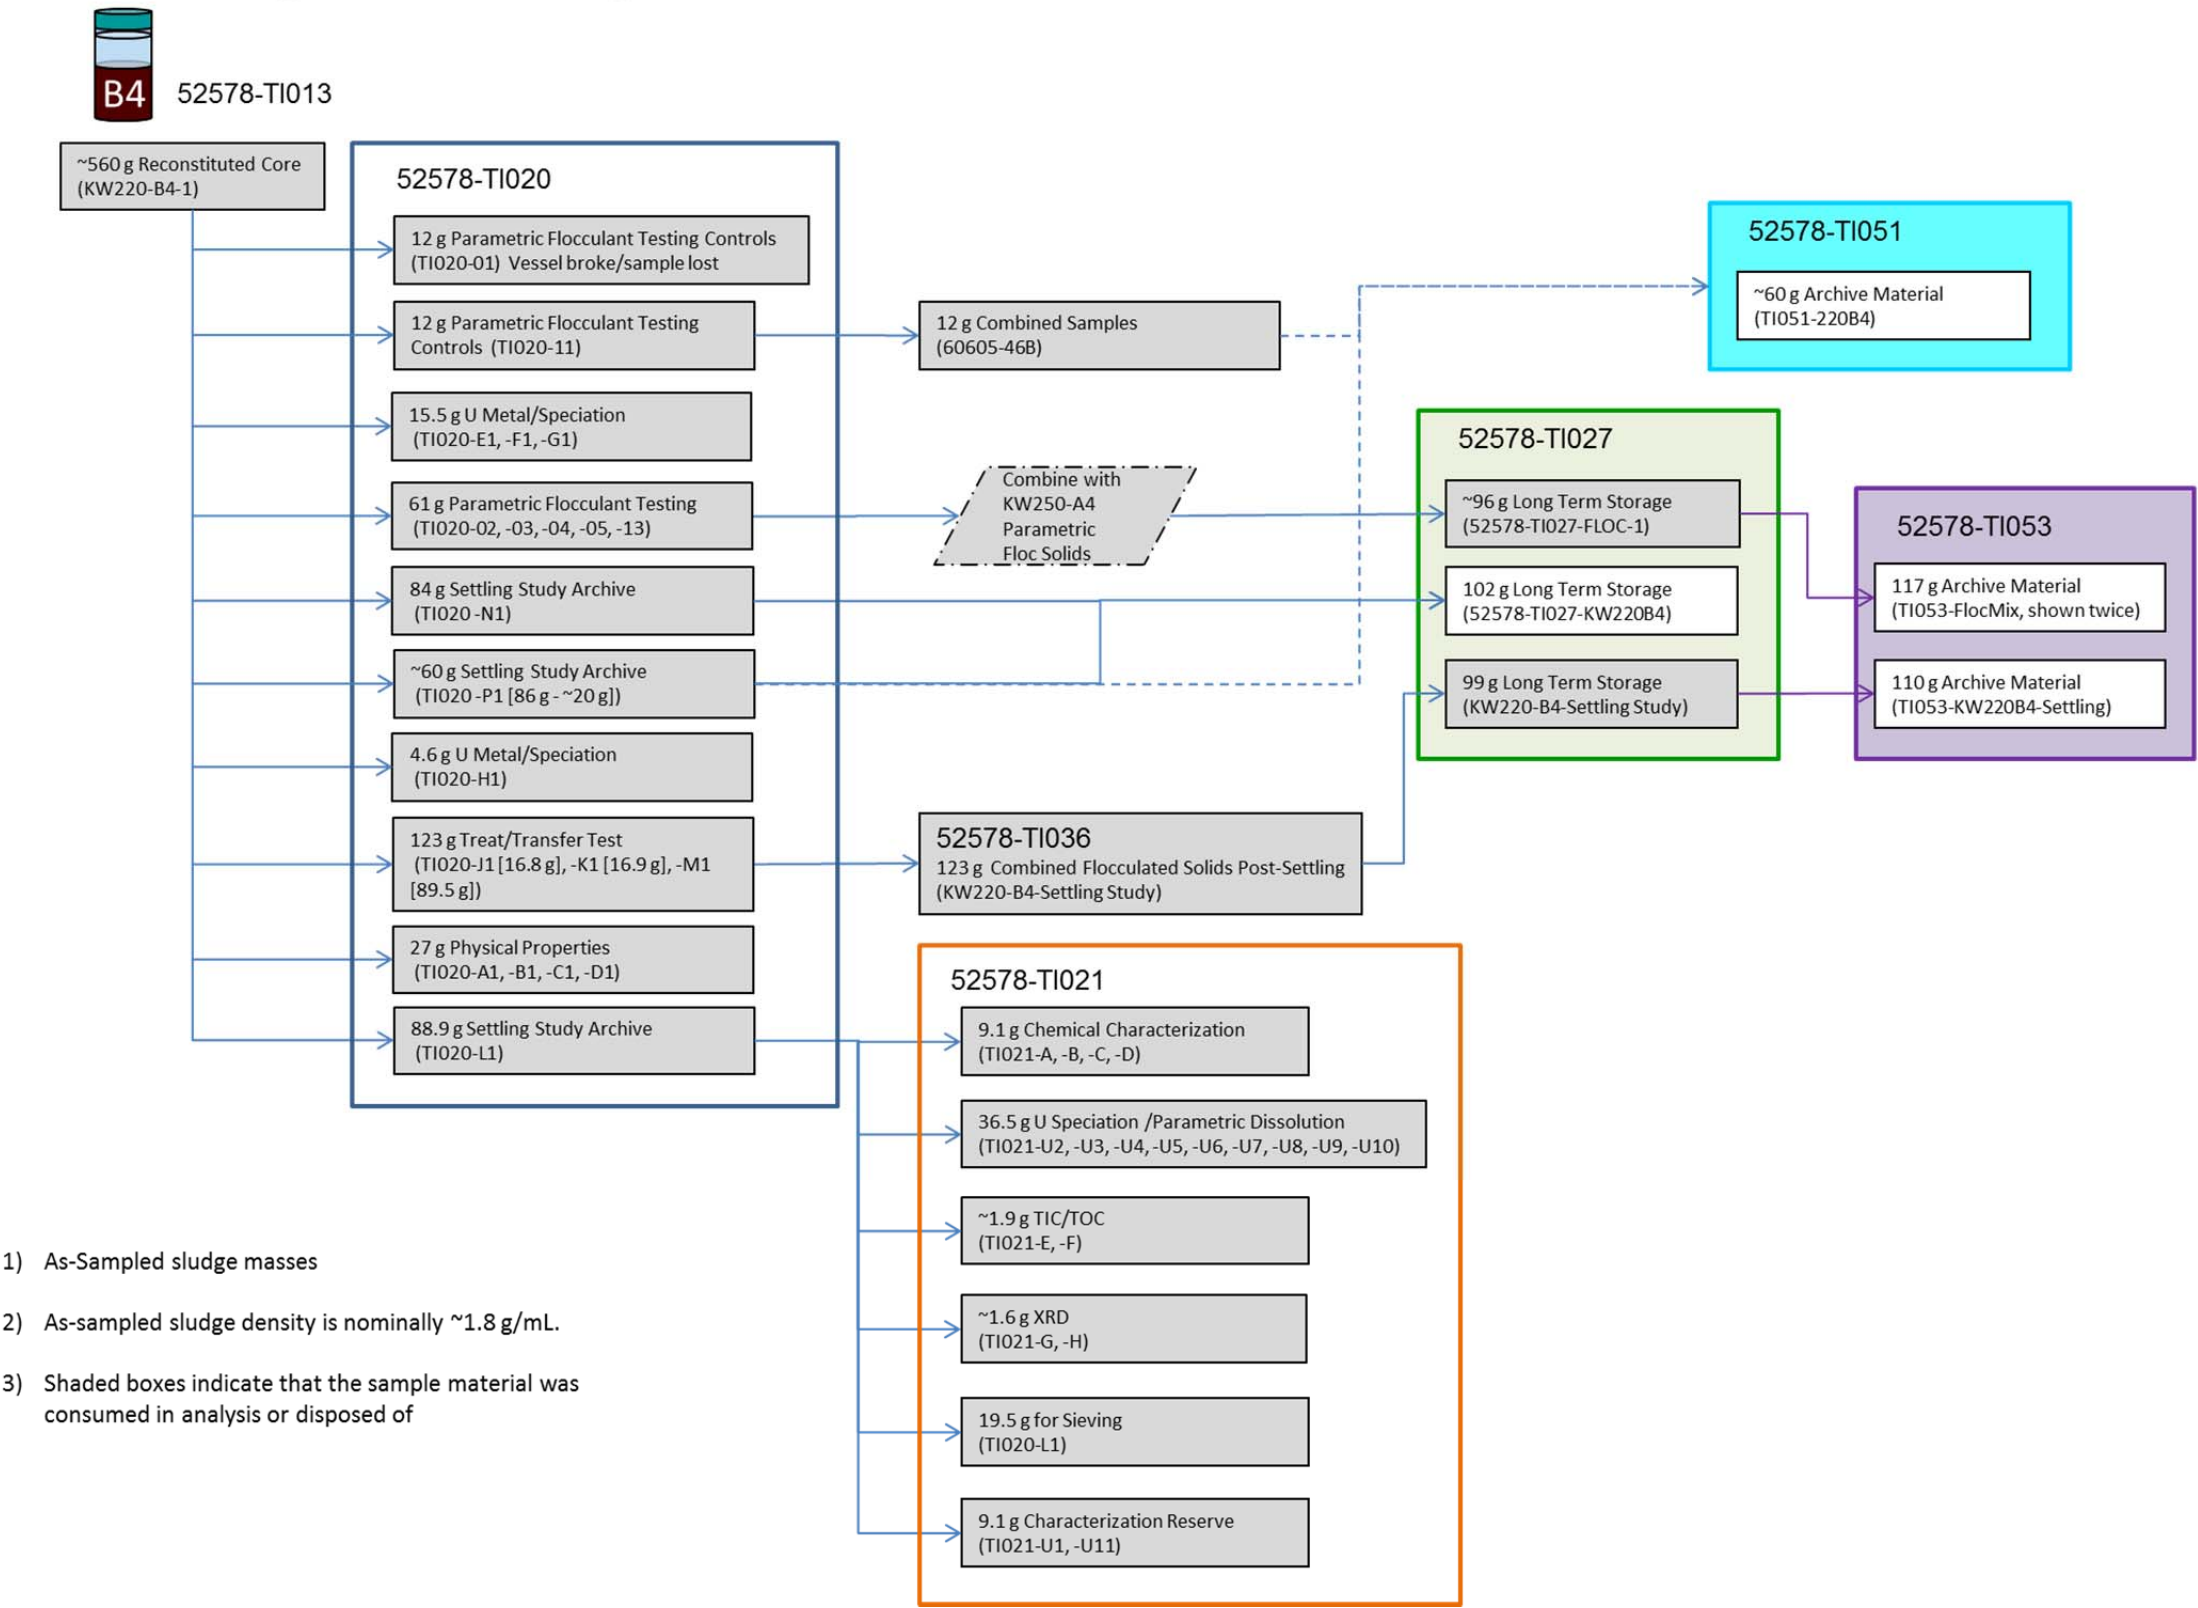 B4
52578-TI013
~560 g Reconstituted Core
(KW220-B4-1)
52578-TI020
12 g Parametric Flocculant Testing Controls
(TI020-01) Vessel broke/sample lost
12 g Parametric Flocculant Testing
Controls (TI020-11)
15.5 g U Metal/Speciation
(TI020-E1, -F1, -G1)
61 g Parametric Flocculant Testing
(TI020-02, -03, -04, -05, -13)
84 g Settling Study Archive
(TI020 -N1)
~60 g Settling Study Archive
(TI020 -P1 [86 g - ~20 g])
4.6 g U Metal/Speciation
(TI020-H1)
123 g Treat/Transfer Test
(TI020-J1 [16.8 g], -K1 [16.9 g], -M1
[89.5 g])
27 g Physical Properties
(TI020-A1, -B1, -C1, -D1)
88.9 g Settling Study Archive
(TI020-L1)
12 g Combined Samples
(60605-46B)
Combine with
KW250-A4
Parametric
Floc Solids
52578-TI036
123 g Combined Flocculated Solids Post-Settling
(KW220-B4-Settling Study)
52578-TI021
9.1 g Chemical Characterization
(TI021-A, -B, -C, -D)
36.5 g U Speciation /Parametric Dissolution
(TI021-U2, -U3, -U4, -U5, -U6, -U7, -U8, -U9, -U10)
~1.9 g TIC/TOC
(TI021-E, -F)
~1.6 g XRD
(TI021-G, -H)
19.5 g for Sieving
(TI020-L1)
9.1 g Characterization Reserve
(TI021-U1, -U11)
52578-TI051
~60 g Archive Material
(TI051-220B4)
52578-TI027
~96 g Long Term Storage
(52578-TI027-FLOC-1)
102 g Long Term Storage
(52578-TI027-KW220B4)
99 g Long Term Storage
(KW220-B4-Settling Study)
52578-TI053
117 g Archive Material
(TI053-FlocMix, shown twice)
110 g Archive Material
(TI053-KW220B4-Settling)
1) As-Sampled sludge masses
2) As-sampled sludge density is nominally ~1.8 g/mL.
3) Shaded boxes indicate that the sample material was
consumed in analysis or disposed of